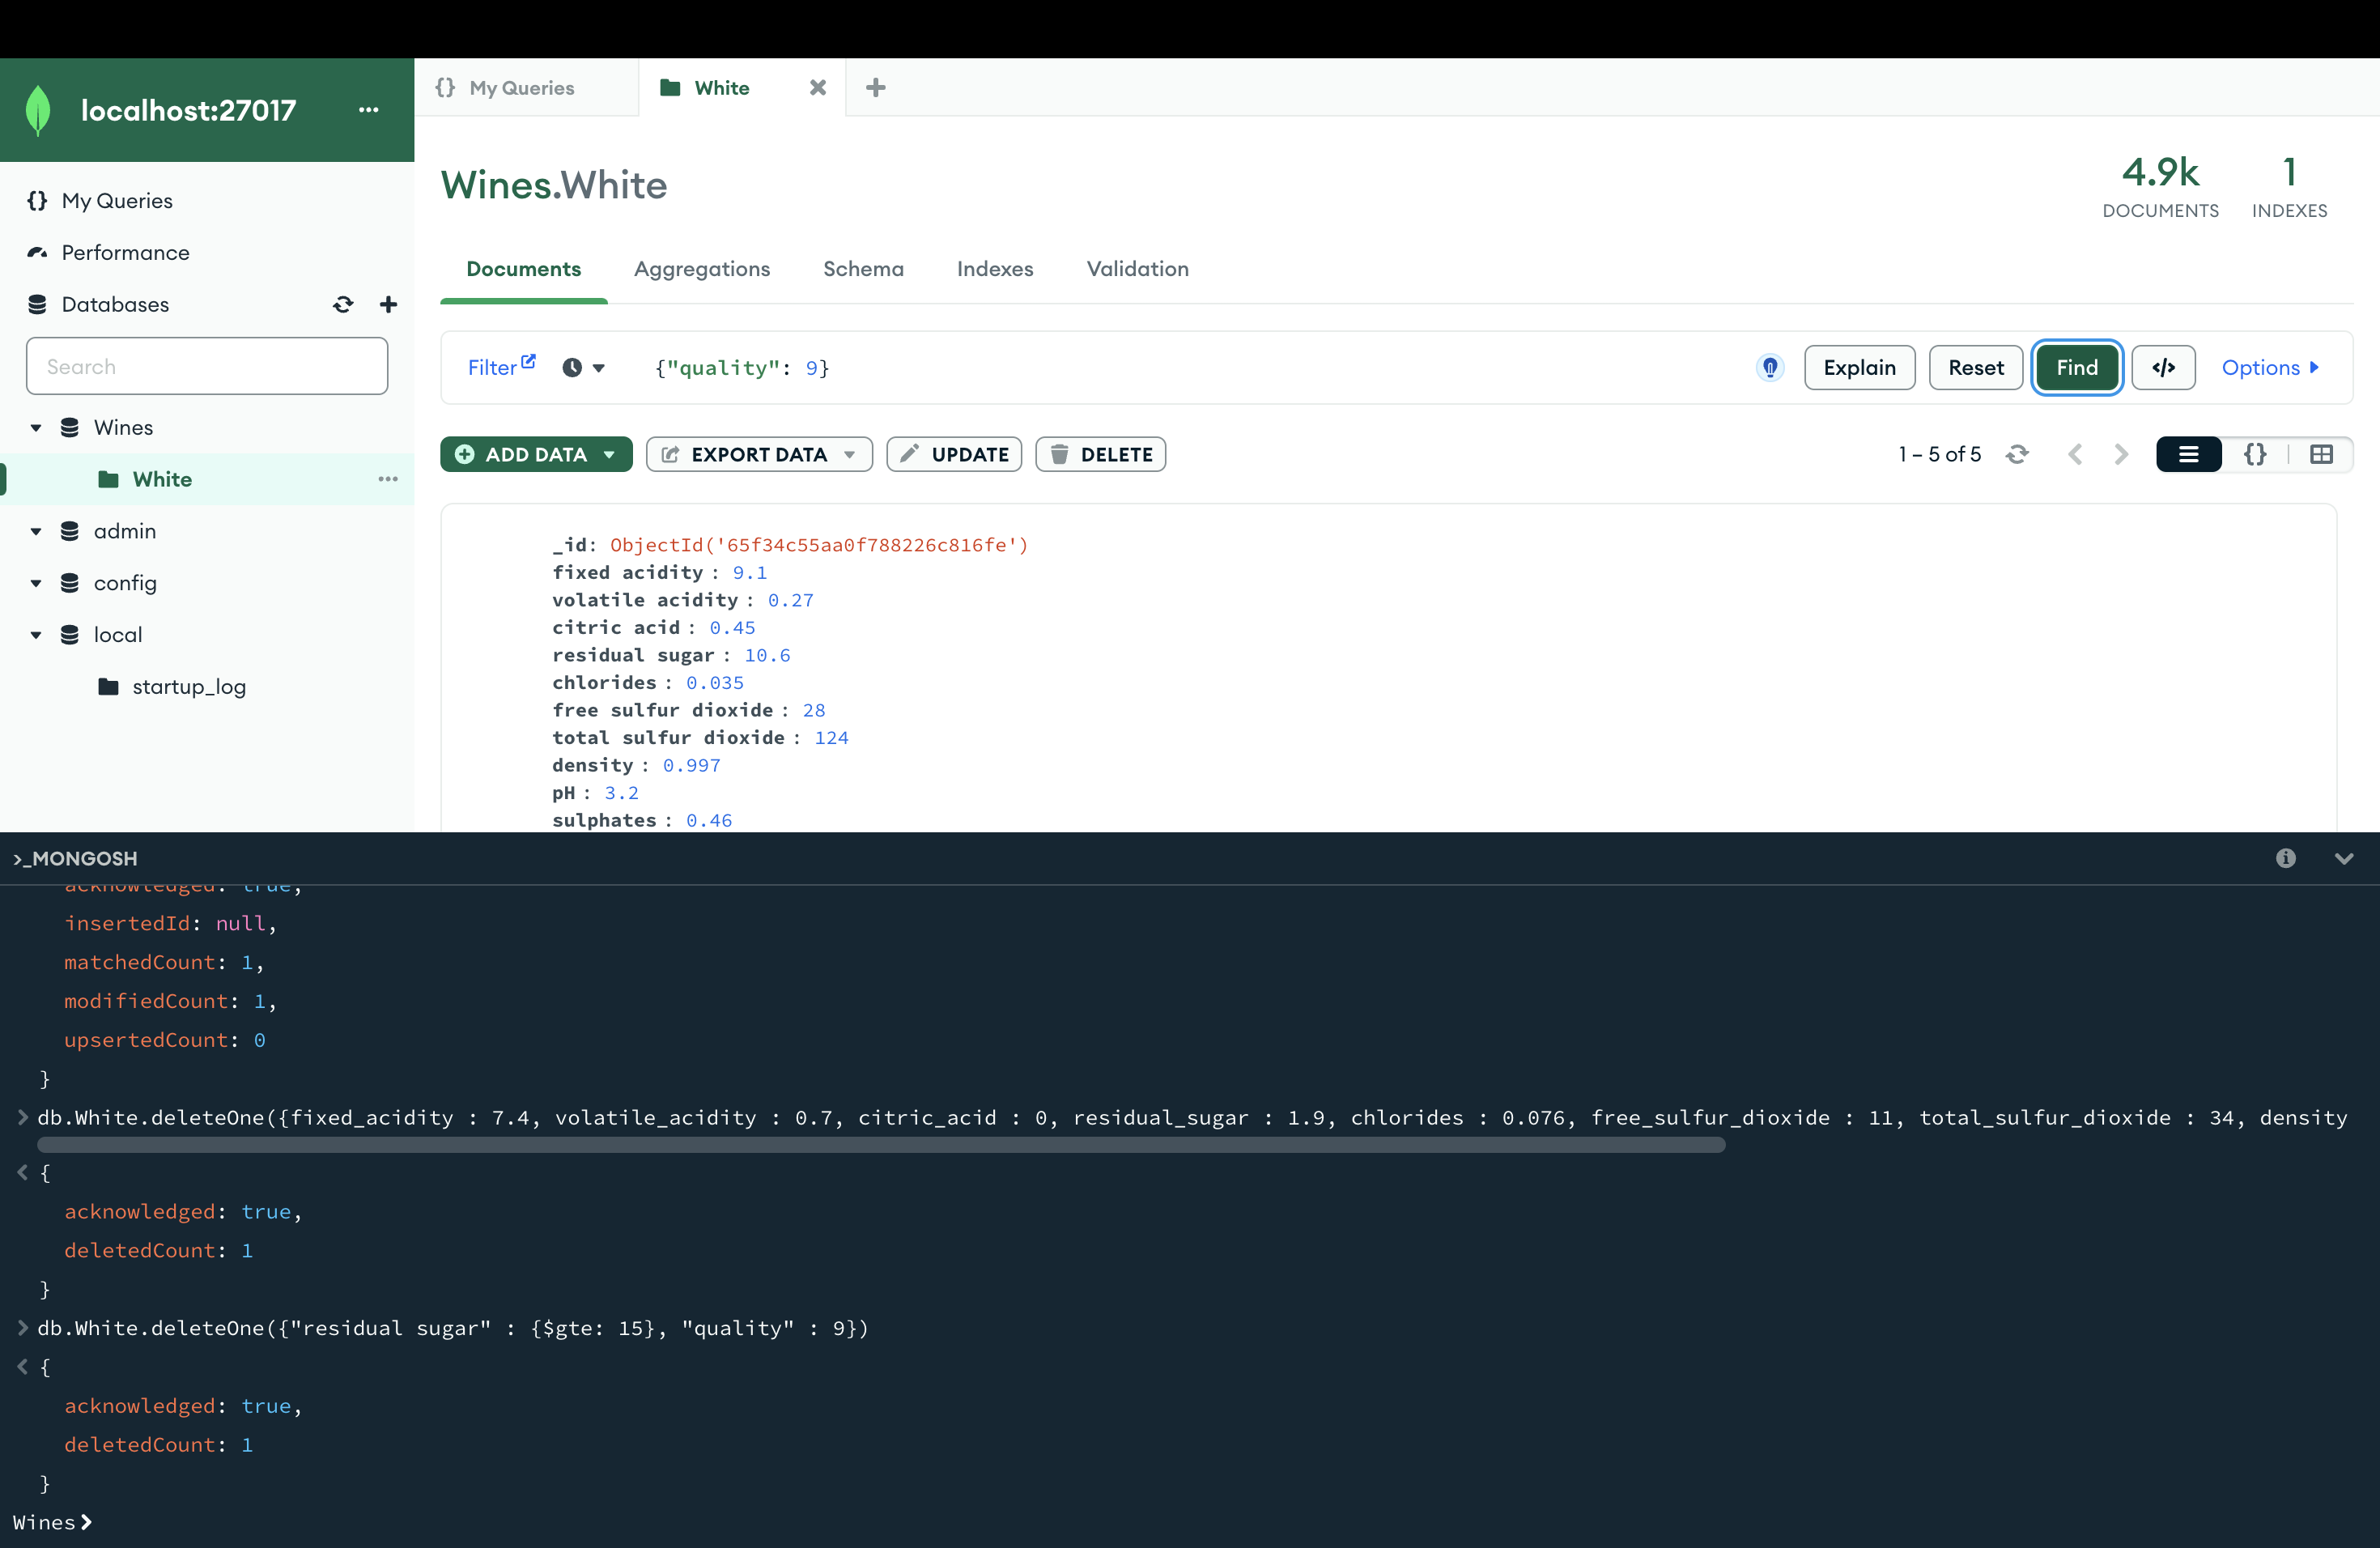 localhost:27017 ...
My Queries
Performance
Databases
Search
Wines
White
admin
config
local
startup_log
{} My Queries
White
Wines.White
4.9k
DOCUMENTS
1
INDEXES
Documents Aggregations Schema Indexes Validation
Filter {"quality": 9} Explain Reset Find </> Options
ADD DATA EXPORT DATA UPDATE DELETE 1 – 5 of 5 {}
_id: ObjectId('65f34c55aa0f788226c816fe')
fixed acidity : 9.1
volatile acidity : 0.27
citric acid : 0.45
residual sugar : 10.6
chlorides : 0.035
free sulfur dioxide : 28
total sulfur dioxide : 124
density : 0.997
pH : 3.2
sulphates : 0.46
>_MONGOSH
acknowledged: true,
insertedId: null,
matchedCount: 1,
modifiedCount: 1,
upsertedCount: 0
}
> db.White.deleteOne({fixed_acidity : 7.4, volatile_acidity : 0.7, citric_acid : 0, residual_sugar : 1.9, chlorides : 0.076, free_sulfur_dioxide : 11, total_sulfur_dioxide : 34, density
< {
acknowledged: true,
deletedCount: 1
}
> db.White.deleteOne({"residual sugar" : {$gte: 15}, "quality" : 9})
< {
acknowledged: true,
deletedCount: 1
}
Wines>